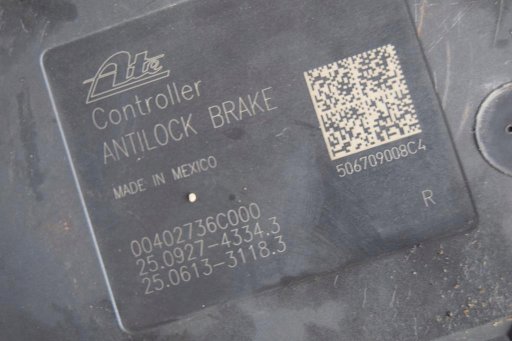 Ate
Controller
ANTILOCK BRAKE
MADE IN MEXICO
00402736C000
25.0927-4334.3
25.0613-3118.3
506709008C4
R